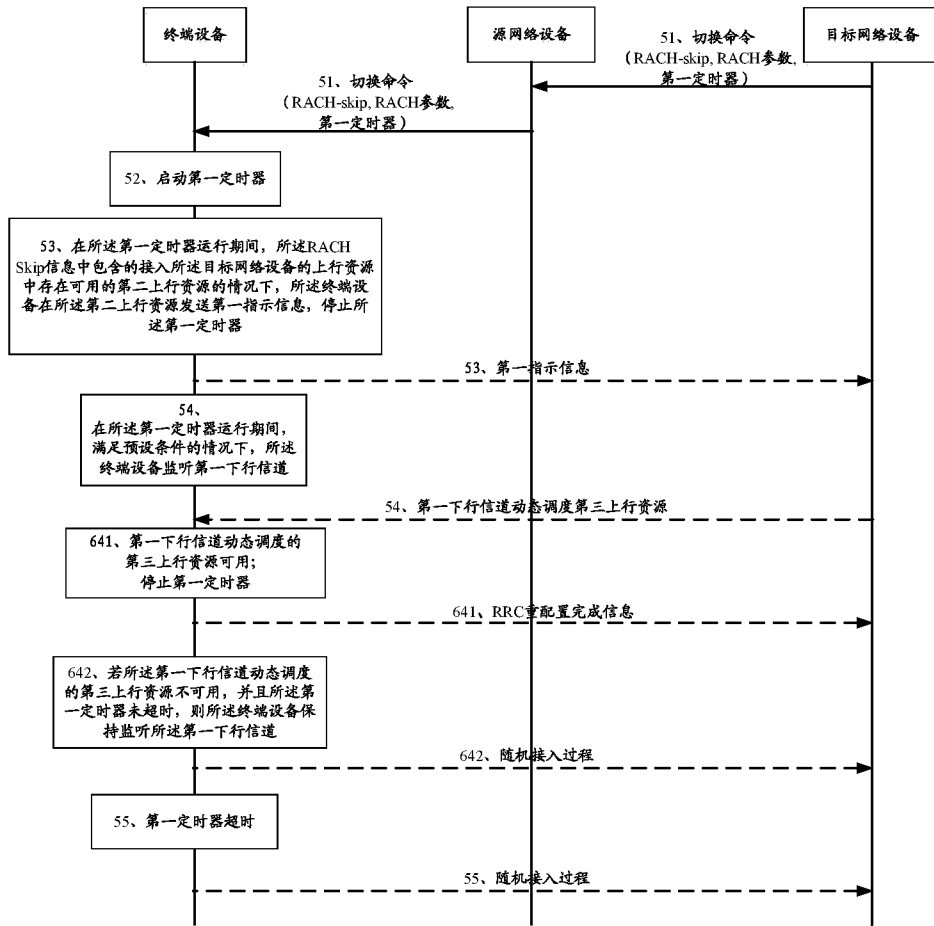 终端设备
源网络设备
目标网络设备
51、切换命令
(RACH-skip, RACH参数,
第一定时器)
51、切换命令
(RACH-skip, RACH参数,
第一定时器)
52、启动第一定时器
53、在所述第一定时器运行期间，所述RACH
Skip信息中包含的接入所述目标网络设备的上行资源
中存在可用的第二上行资源的情况下，所述终端设
备在所述第二上行资源发送第一指示信息，停止所
述第一定时器
53、第一指示信息
54、
在所述第一定时器运行期间，
满足预设条件的情况下，所述
终端设备监听第一下行信道
54、第一下行信道动态调度第三上行资源
641、第一下行信道动态调度的
第三上行资源可用;
停止第一定时器
641、RRC重配置完成信息
642、若所述第一下行信道动态调度
的第三上行资源不可用，并且所述第
一定时器未超时，则所述终端设备保
持监听所述第一下行信道
642、随机接入过程
55、第一定时器超时
55、随机接入过程